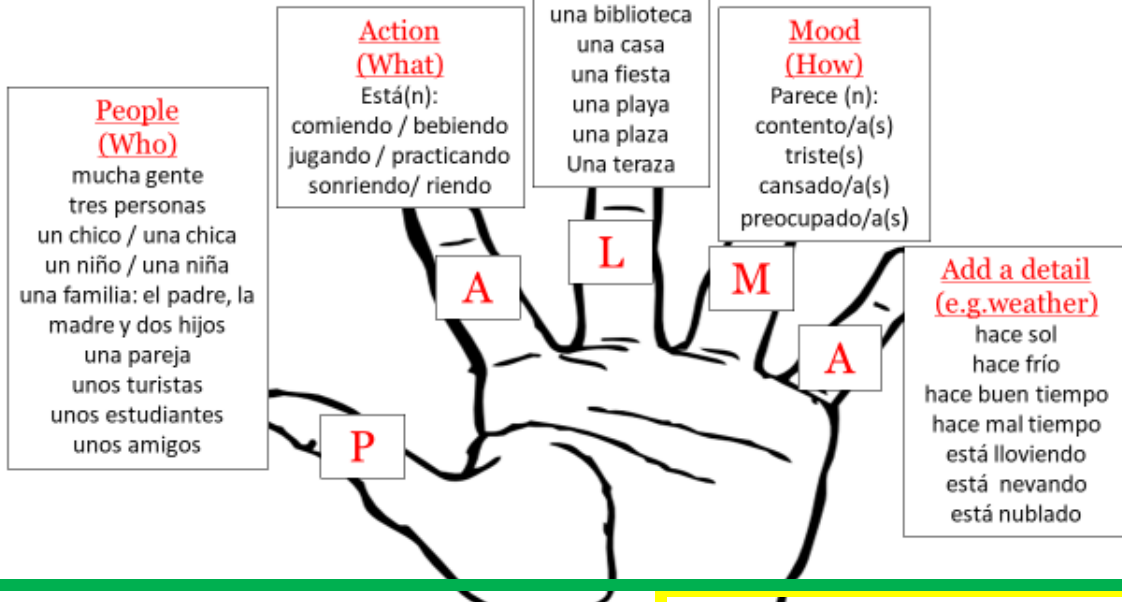 People
(Who)
mucha gente
tres personas
un chico / una chica
un niño / una niña
una familia: el padre, la
madre y dos hijos
una pareja
unos turistas
unos estudiantes
unos amigos
P
Action
(What)
Está(n):
comiendo / bebiendo
jugando / practicando
sonriendo/ riendo
A
una biblioteca
una casa
una fiesta
una playa
una plaza
Una teraza
L
Mood
(How)
Parece (n):
contento/a(s)
triste(s)
cansado/a(s)
preocupado/a(s)
M
Add a detail
(e.g.weather)
hace sol
hace frío
hace buen tiempo
hace mal tiempo
está lloviendo
está  nevando
está nublado
A